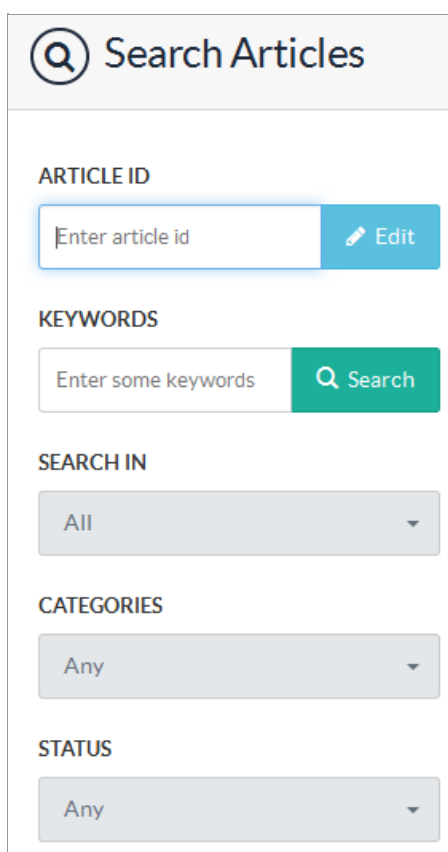 Search Articles
ARTICLE ID
Enter article id
Edit
KEYWORDS
Enter some keywords
Search
SEARCH IN
All
CATEGORIES
Any
STATUS
Any